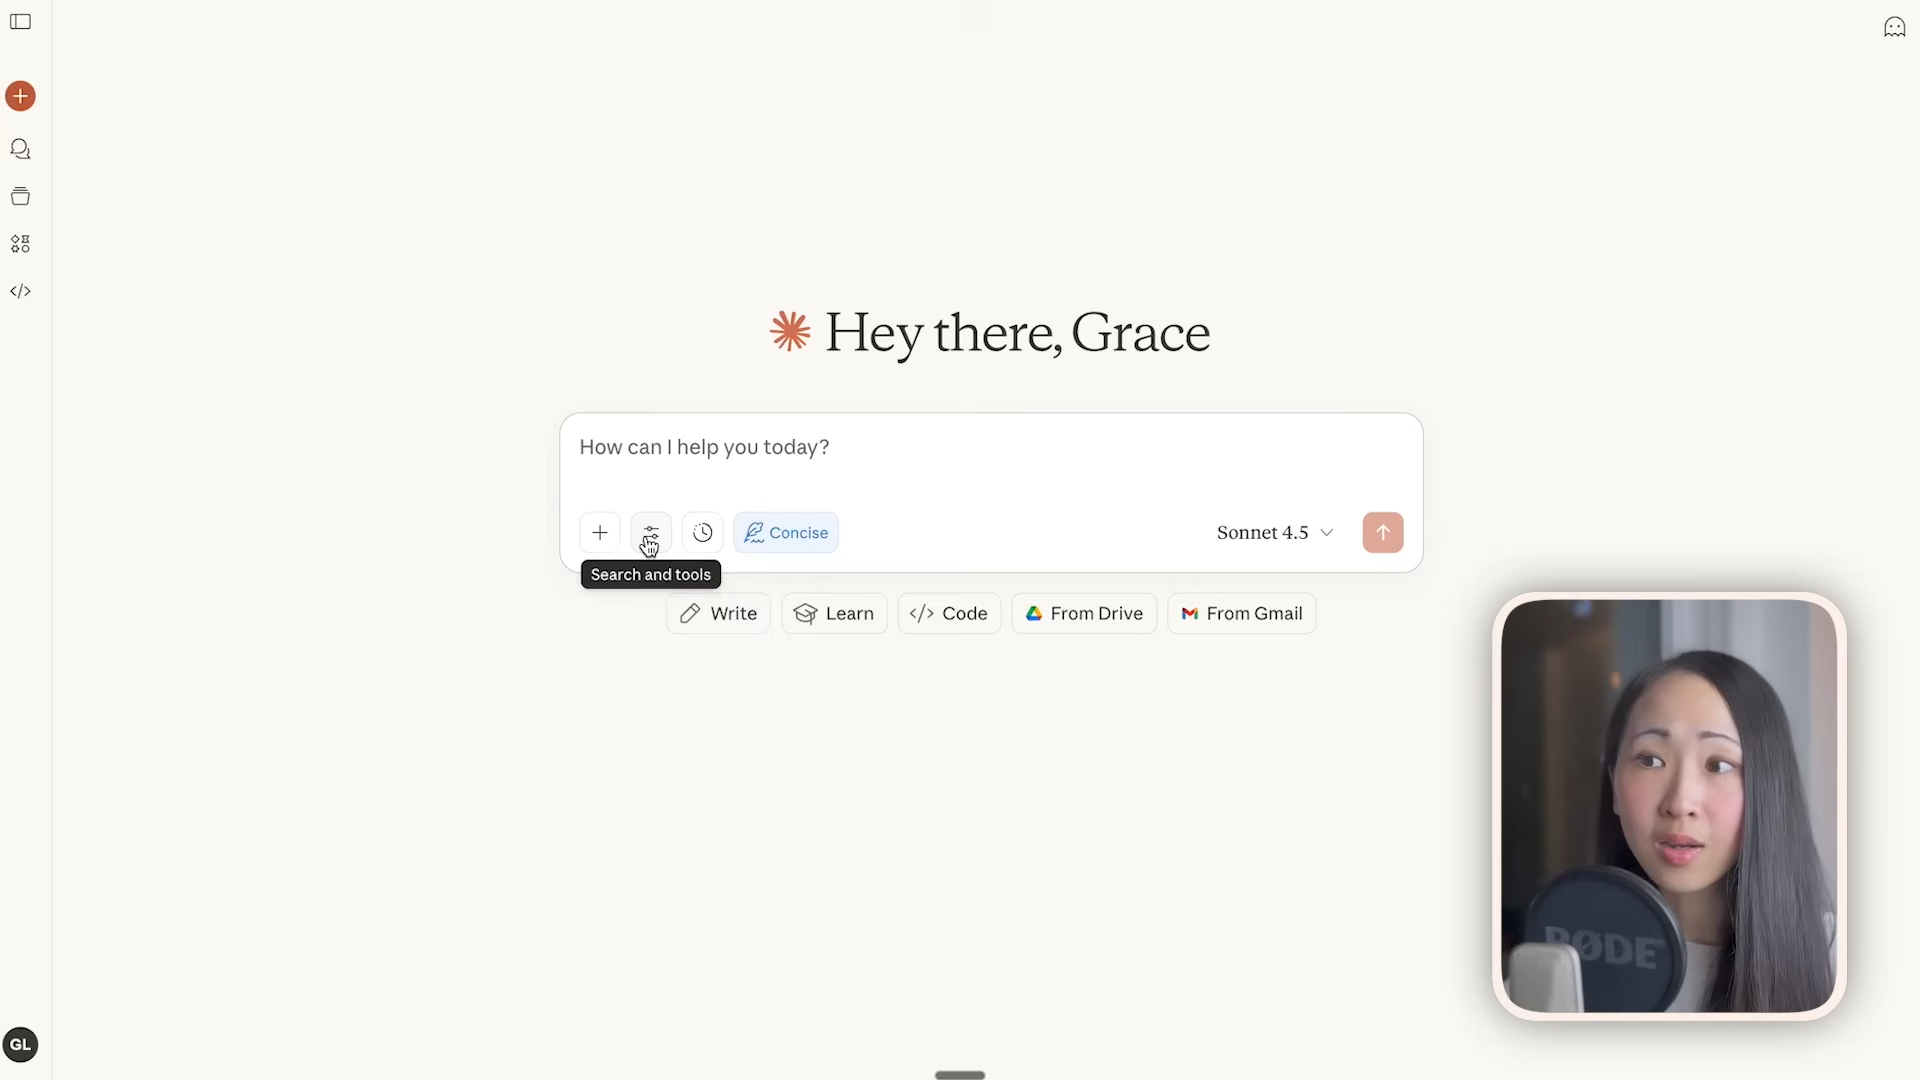 Hey there, Grace
How can I help you today?
Concise
Sonnet 4.5
Search and tools
Write
Learn
Code
From Drive
From Gmail
RØDE
GL